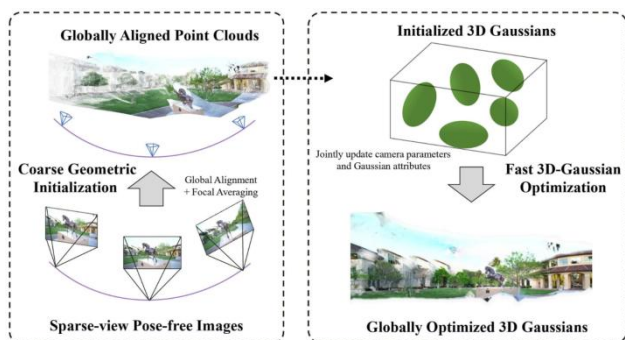 Globally Aligned Point Clouds
Coarse Geometric
Initialization
Global Alignment
+ Focal Averaging
Sparse-view Pose-free Images
Initialized 3D Gaussians
Jointly update camera parameters
and Gaussian attributes
Fast 3D-Gaussian
Optimization
Globally Optimized 3D Gaussians